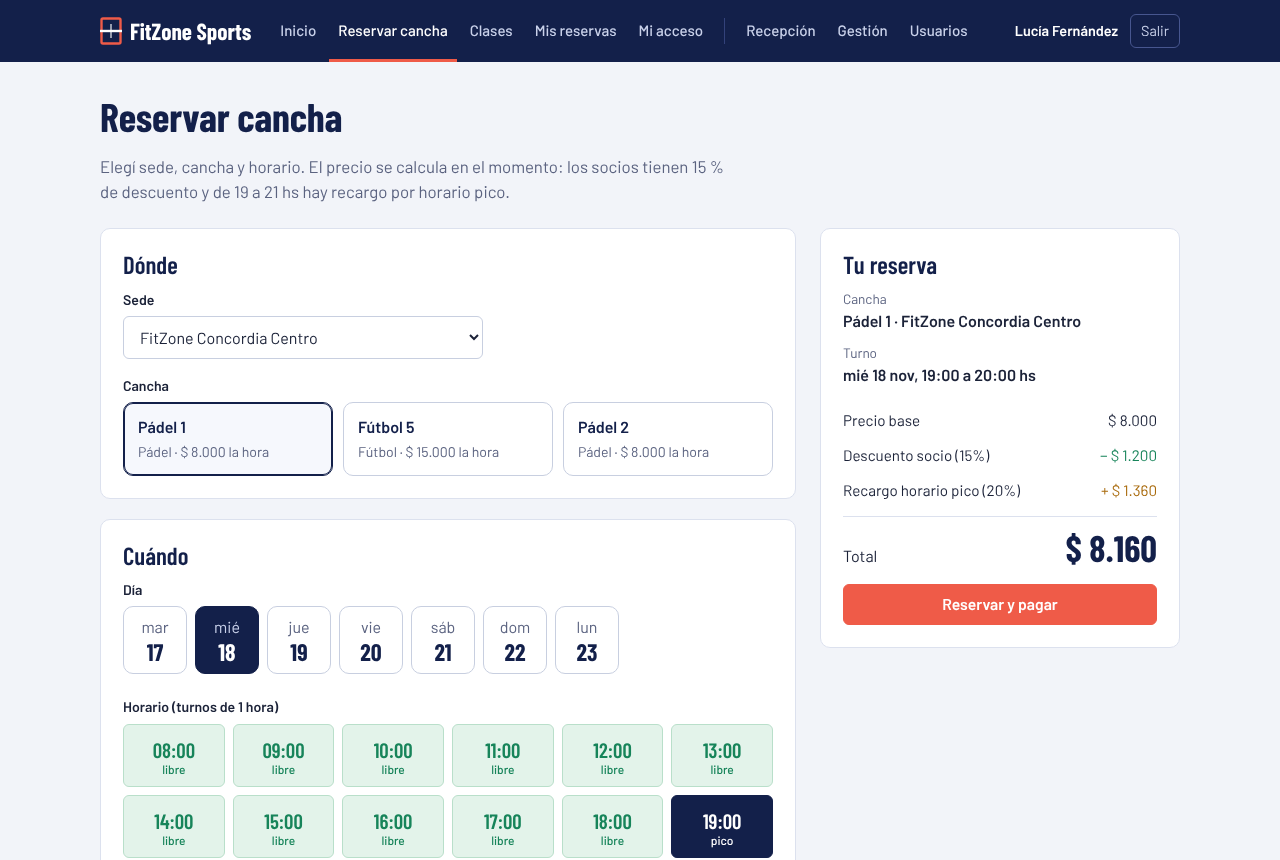 FitZone Sports
Inicio
Reservar cancha
Clases
Mis reservas
Mi acceso
Recepción
Gestión
Usuarios
Lucía Fernández
Salir
Reservar cancha
Elegí sede, cancha y horario. El precio se calcula en el momento: los socios tienen 15 %
de descuento y de 19 a 21 hs hay recargo por horario pico.
Dónde
Sede
FitZone Concordia Centro
Cancha
Pádel 1
Pádel · $ 8.000 la hora
Fútbol 5
Fútbol · $ 15.000 la hora
Pádel 2
Pádel · $ 8.000 la hora
Cuándo
Día
mar
17
mié
18
jue
19
vie
20
sáb
21
dom
22
lun
23
Horario (turnos de 1 hora)
08:00
libre
09:00
libre
10:00
libre
11:00
libre
12:00
libre
13:00
libre
14:00
libre
15:00
libre
16:00
libre
17:00
libre
18:00
libre
19:00
pico
Tu reserva
Cancha
Pádel 1 · FitZone Concordia Centro
Turno
mié 18 nov, 19:00 a 20:00 hs
Precio base $ 8.000
Descuento socio (15%) − $ 1.200
Recargo horario pico (20%) + $ 1.360
Total $ 8.160
Reservar y pagar